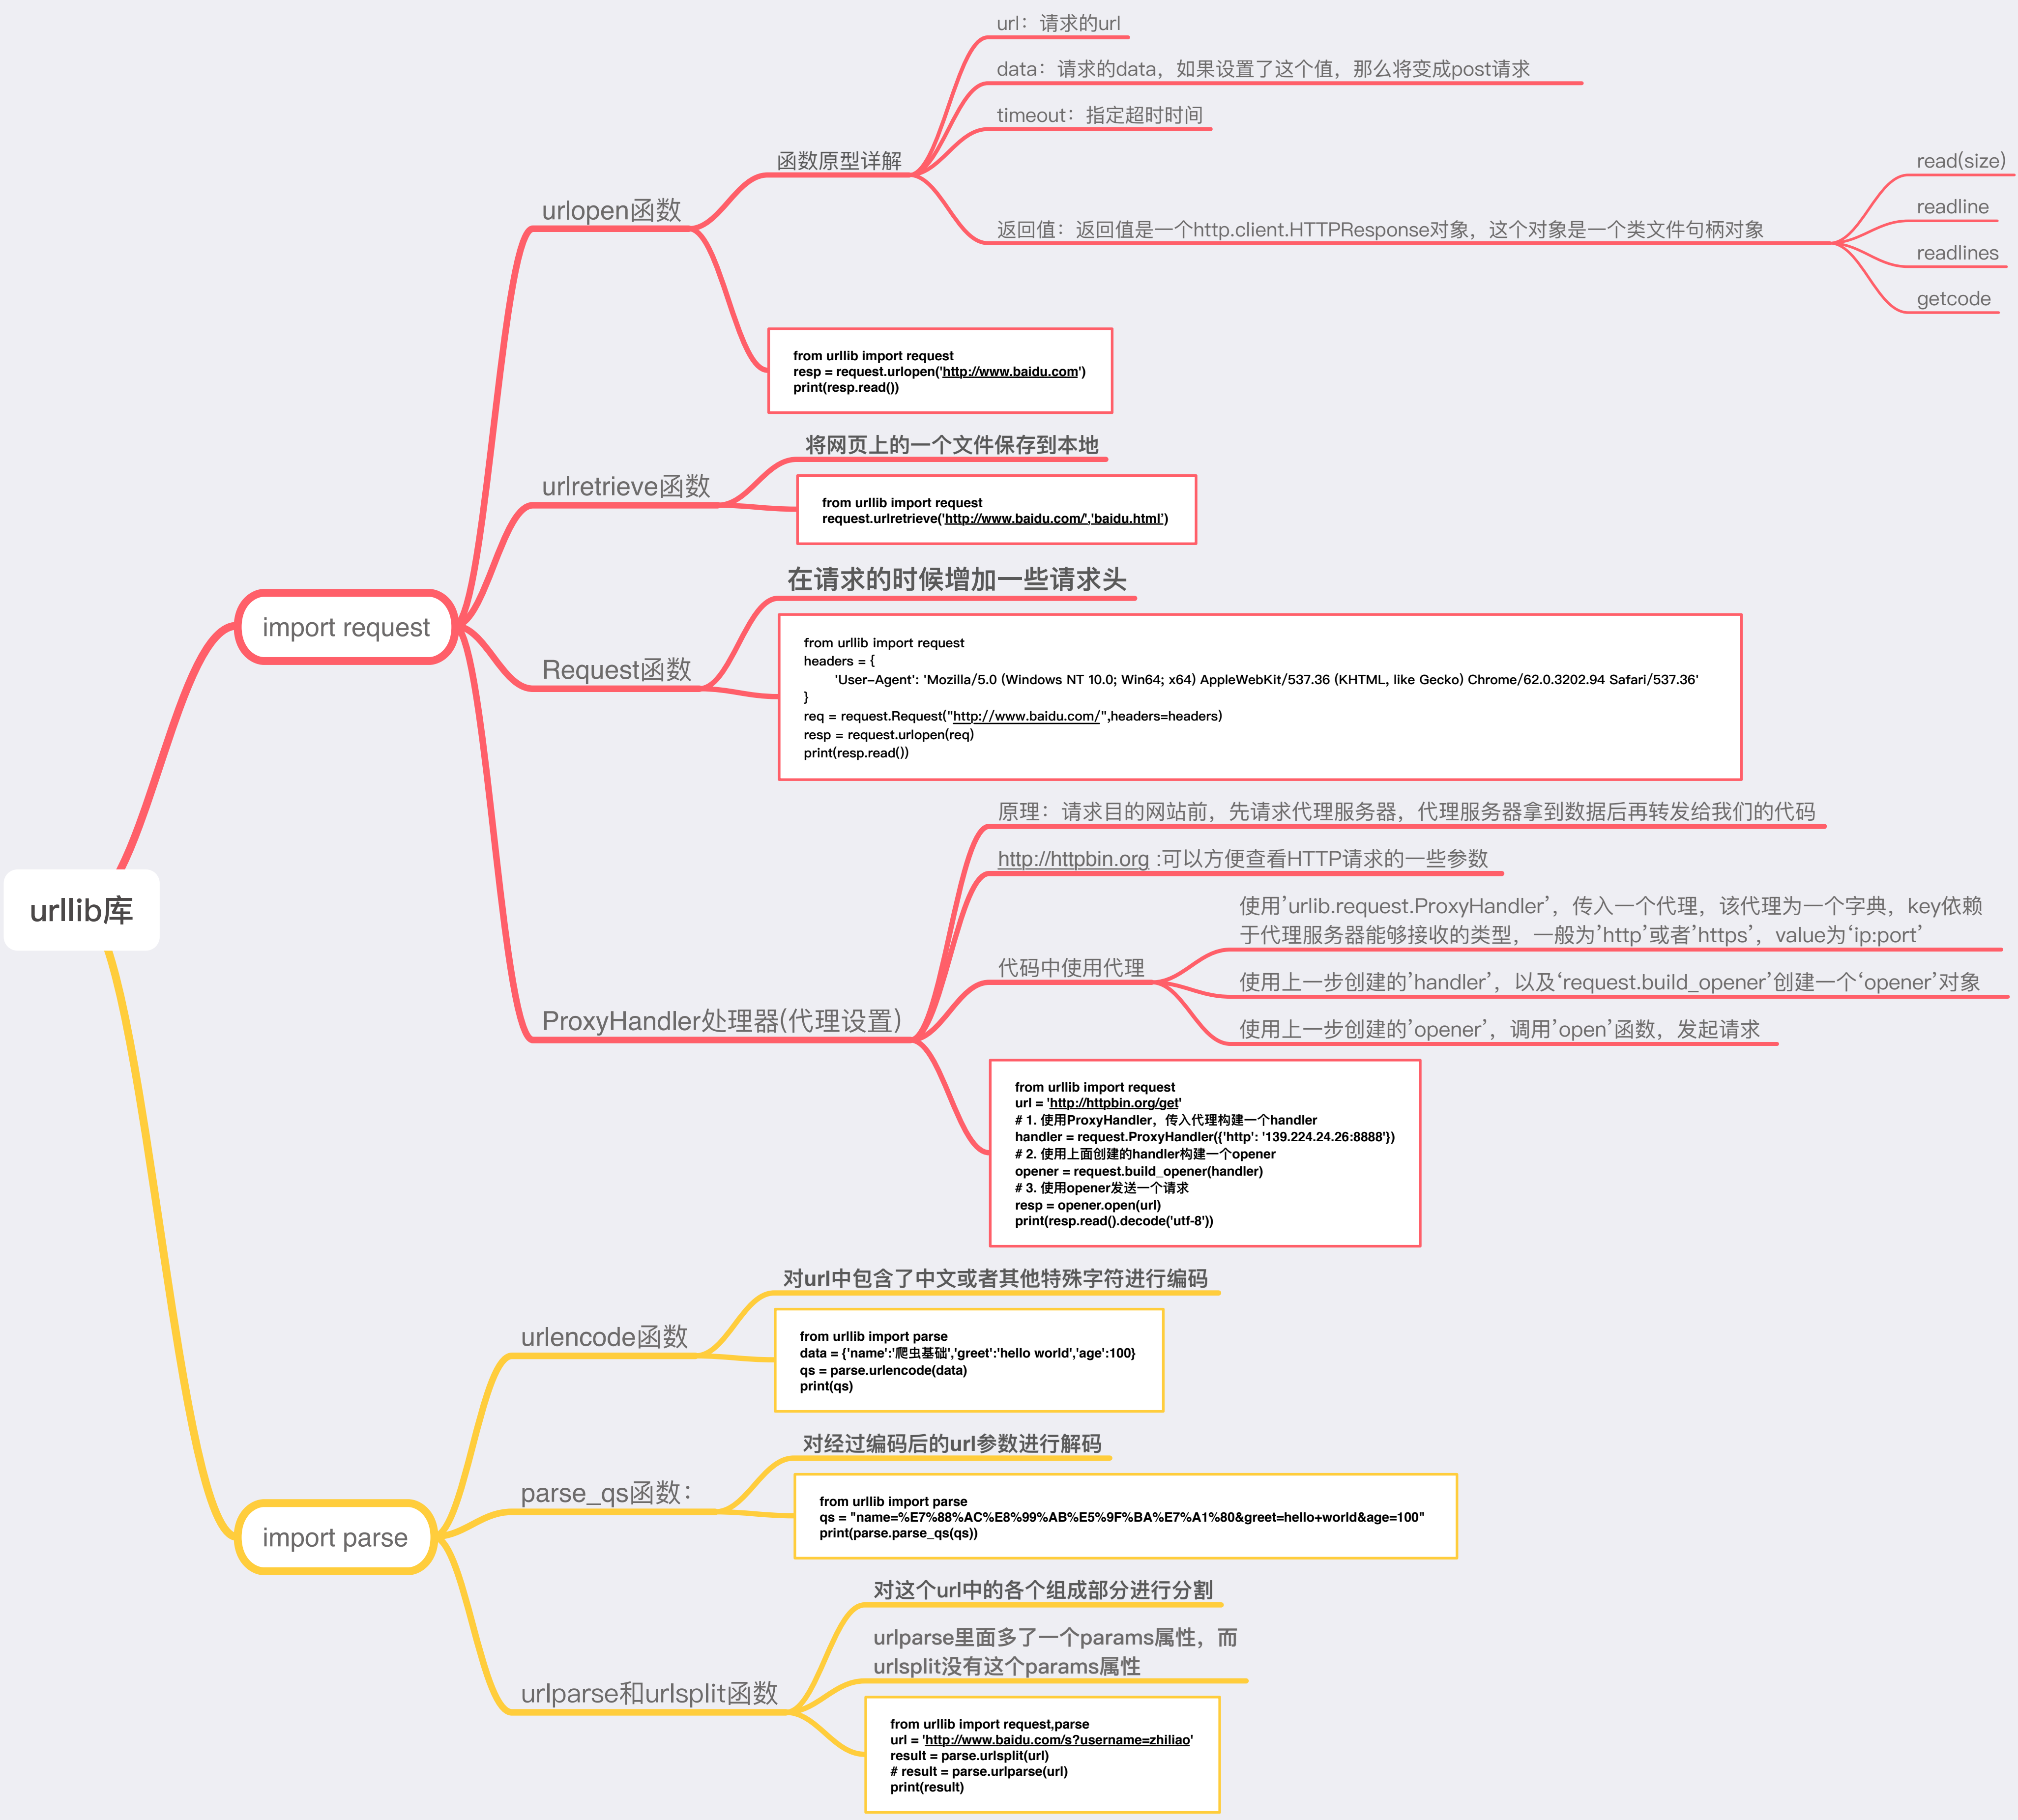 urllib库
import request
urlopen函数
函数原型详解
url：请求的url
data：请求的data，如果设置了这个值，那么将变成post请求
timeout：指定超时时间
返回值：返回值是一个http.client.HTTPResponse对象，这个对象是一个类文件句柄对象
read(size)
readline
readlines
getcode
from urllib import request
resp = request.urlopen('http://www.baidu.com')
print(resp.read())
urlretrieve函数
将网页上的一个文件保存到本地
from urllib import request
request.urlretrieve('http://www.baidu.com/','baidu.html')
Request函数
在请求的时候增加一些请求头
from urllib import request
headers = {
'User-Agent': 'Mozilla/5.0 (Windows NT 10.0; Win64; x64) AppleWebKit/537.36 (KHTML, like Gecko) Chrome/62.0.3202.94 Safari/537.36'
}
req = request.Request("http://www.baidu.com/",headers=headers)
resp = request.urlopen(req)
print(resp.read())
ProxyHandler处理器(代理设置）
原理：请求目的网站前，先请求代理服务器，代理服务器拿到数据后再转发给我们的代码
http://httpbin.org :可以方便查看HTTP请求的一些参数
代码中使用代理
使用’urlib.request.ProxyHandler’，传入一个代理，该代理为一个字典，key依赖
于代理服务器能够接收的类型，一般为’http’或者’https’，value为‘ip:port’
使用上一步创建的’handler’，以及‘request.build_opener’创建一个‘opener’对象
使用上一步创建的’opener’，调用’open’函数，发起请求
from urllib import request
url = 'http://httpbin.org/get'
# 1. 使用ProxyHandler，传入代理构建一个handler
handler = request.ProxyHandler({'http': '139.224.24.26:8888'})
# 2. 使用上面创建的handler构建一个opener
opener = request.build_opener(handler)
# 3. 使用opener发送一个请求
resp = opener.open(url)
print(resp.read().decode('utf-8'))
import parse
urlencode函数
对url中包含了中文或者其他特殊字符进行编码
from urllib import parse
data = {'name':'爬虫基础','greet':'hello world','age':100}
qs = parse.urlencode(data)
print(qs)
parse_qs函数：
对经过编码后的url参数进行解码
from urllib import parse
qs = "name=%E7%88%AC%E8%99%AB%E5%9F%BA%E7%A1%80&greet=hello+world&age=100"
print(parse.parse_qs(qs))
urlparse和urlsplit函数
对这个url中的各个组成部分进行分割
urlparse里面多了一个params属性，而
urlsplit没有这个params属性
from urllib import request,parse
url = 'http://www.baidu.com/s?username=zhiliao'
result = parse.urlsplit(url)
# result = parse.urlparse(url)
print(result)